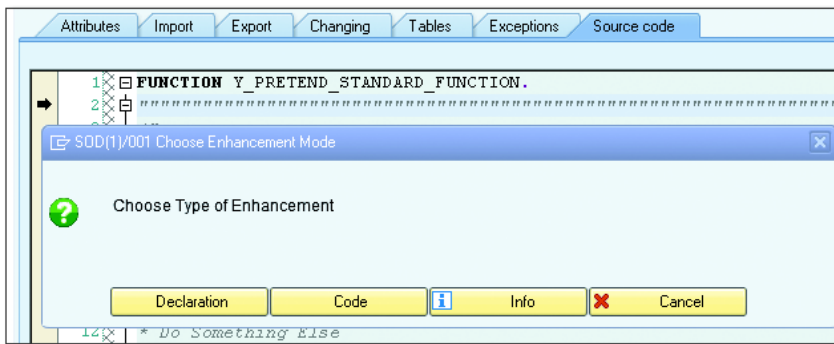 Attributes Import Export Changing Tables Exceptions Source code
1 FUNCTION Y_PRETEND_STANDARD_FUNCTION.
2 """""""""""""""""""""""""""""""""""""""""""""""""""""""""""""""""
SOD(1)/001 Choose Enhancement Mode
Choose Type of Enhancement
Declaration Code Info Cancel
12 * Do Something Else